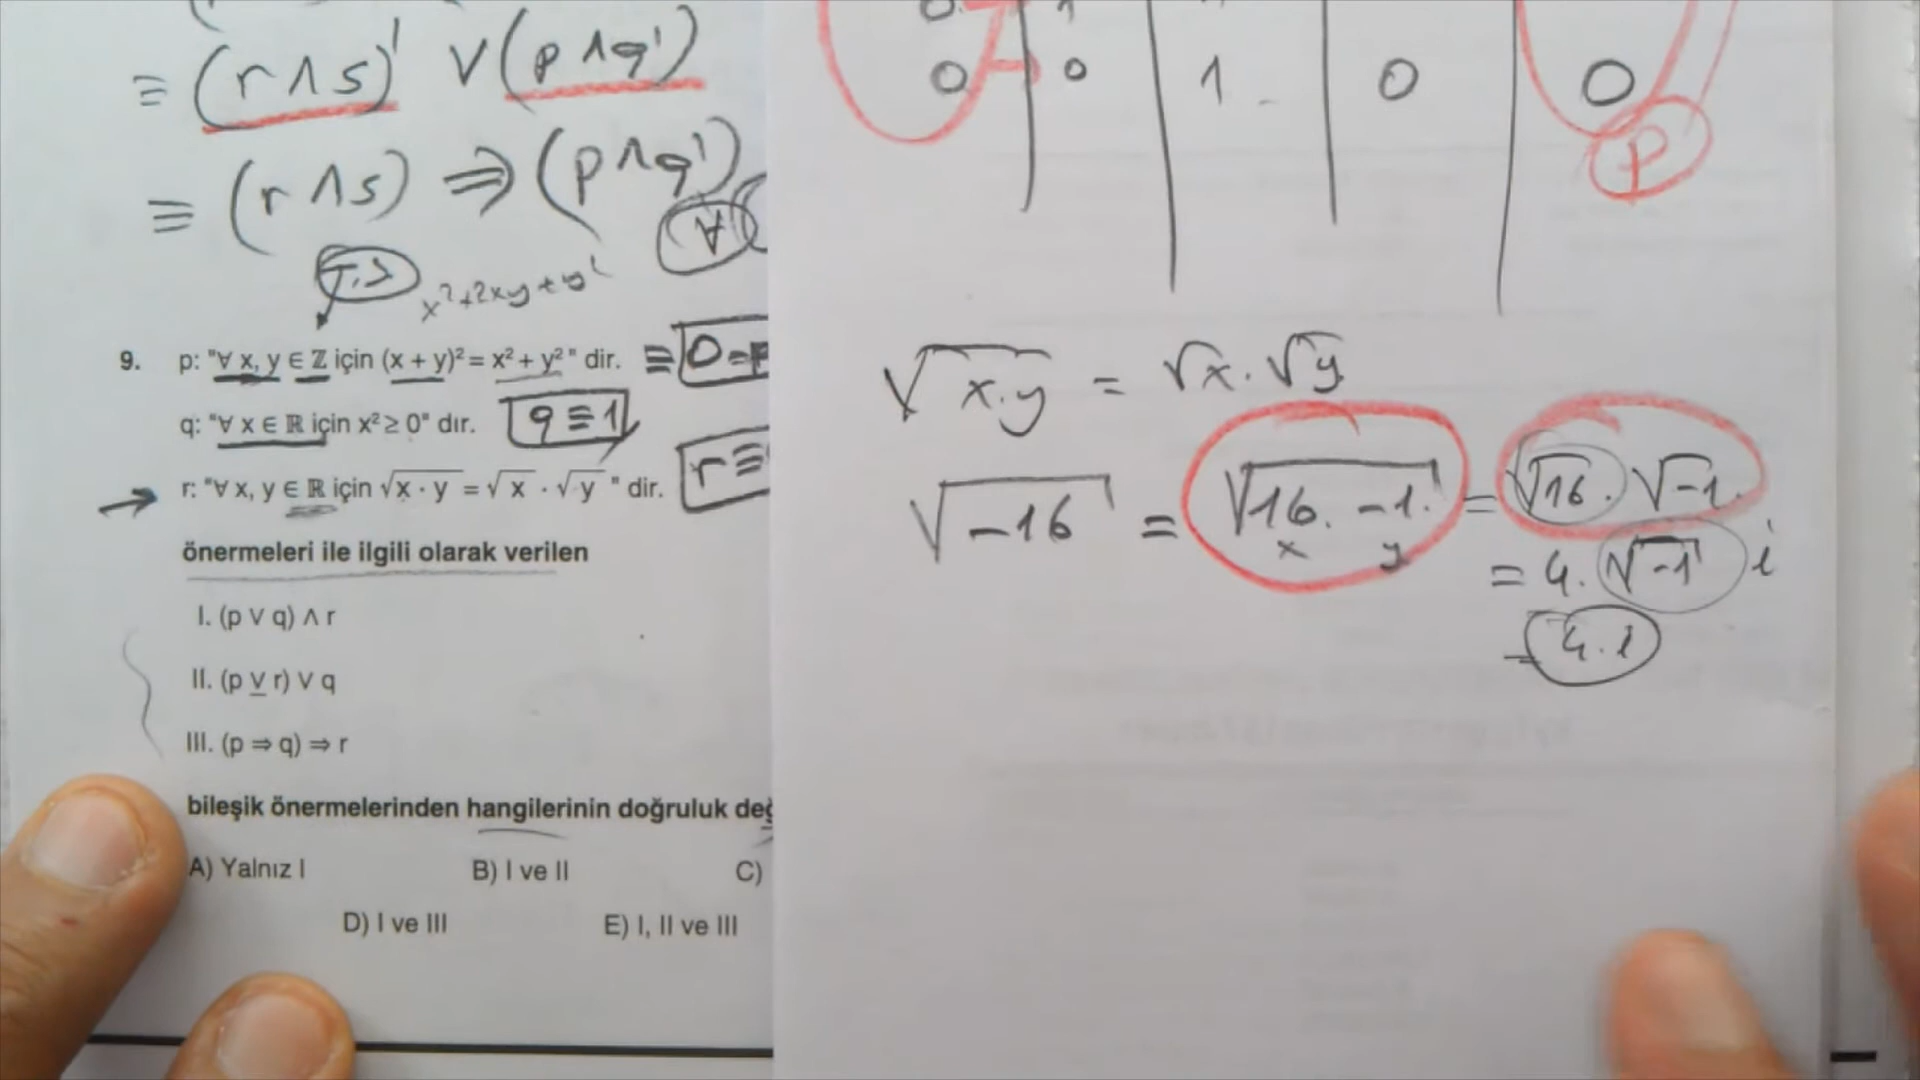 ≡ (r ∧ s)' ∨ (p ∧ q')
≡ (r ∧ s) ⇒ (p ∧ q')
∀
x² + 2xy + y²
9. p: "∀ x, y ∈ ℤ için (x + y)² = x² + y²" dir. ≡ 0 = p
q: "∀ x ∈ ℝ için x² ≥ 0" dır. q ≡ 1
r: "∀ x, y ∈ ℝ için √x · y = √x · √y" dir. r ≡
önermeleri ile ilgili olarak verilen
I. (p ∨ q) ∧ r
II. (p ⊻ r) ∨ q
III. (p ⇒ q) ⇒ r
bileşik önermelerinden hangilerinin doğruluk değ
A) Yalnız I B) I ve II C)
D) I ve III E) I, II ve III
0 0 1 0 0
p
√x.y = √x . √y
√-16 = √16 . -1 = √16 . √-1
x y
= 4 . √-1 i
= 4 . i